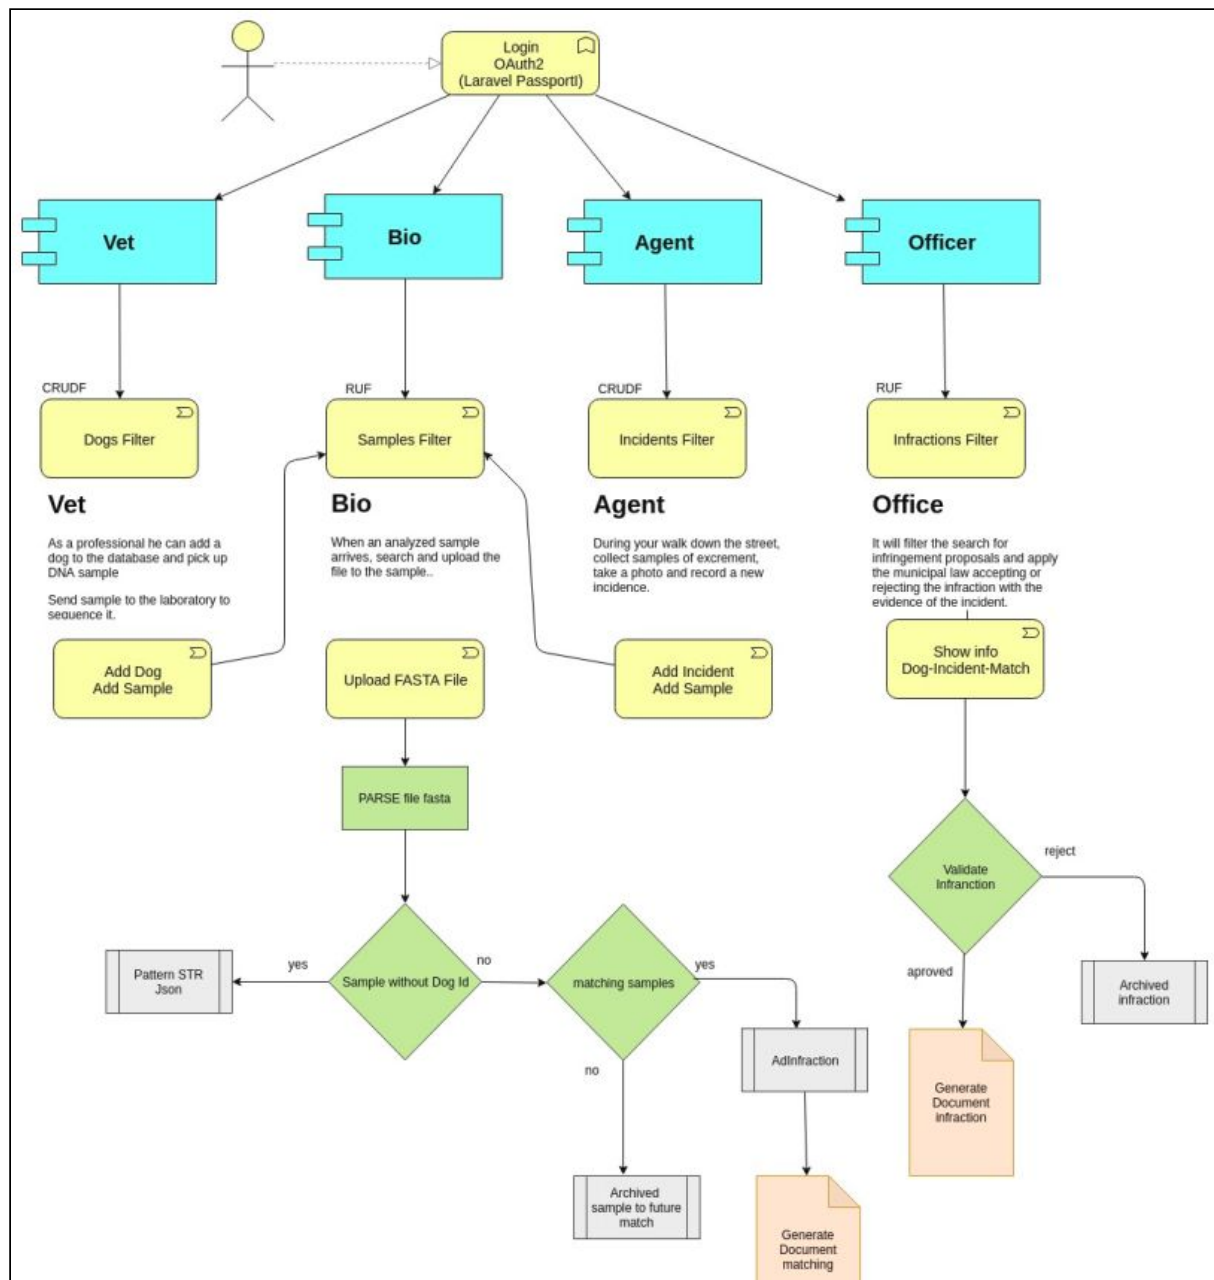 Login
OAuth2
(Laravel PassportI)
Vet
Bio
Agent
Officer
CRUDF
RUF
CRUDF
RUF
Dogs Filter
Samples Filter
Incidents Filter
Infractions Filter
Vet
As a professional he can add a
dog to the database and pick up
DNA sample
Send sample to the laboratory to
sequence it.
Bio
When an analyzed sample
arrives, search and upload the
file to the sample..
Agent
During your walk down the street,
collect samples of excrement,
take a photo and record a new
incidence.
Office
It will filter the search for
infringement proposals and apply
the municipal law accepting or
rejecting the infraction with the
evidence of the incident.
Add Dog
Add Sample
Upload FASTA File
Add Incident
Add Sample
Show info
Dog-Incident-Match
PARSE file fasta
Validate
Infranction
reject
aproved
Archived
infraction
Generate
Document
infraction
Sample without Dog Id
yes
no
Pattern STR
Json
matching samples
yes
no
AdInfraction
Archived
sample to future
match
Generate
Document
matching